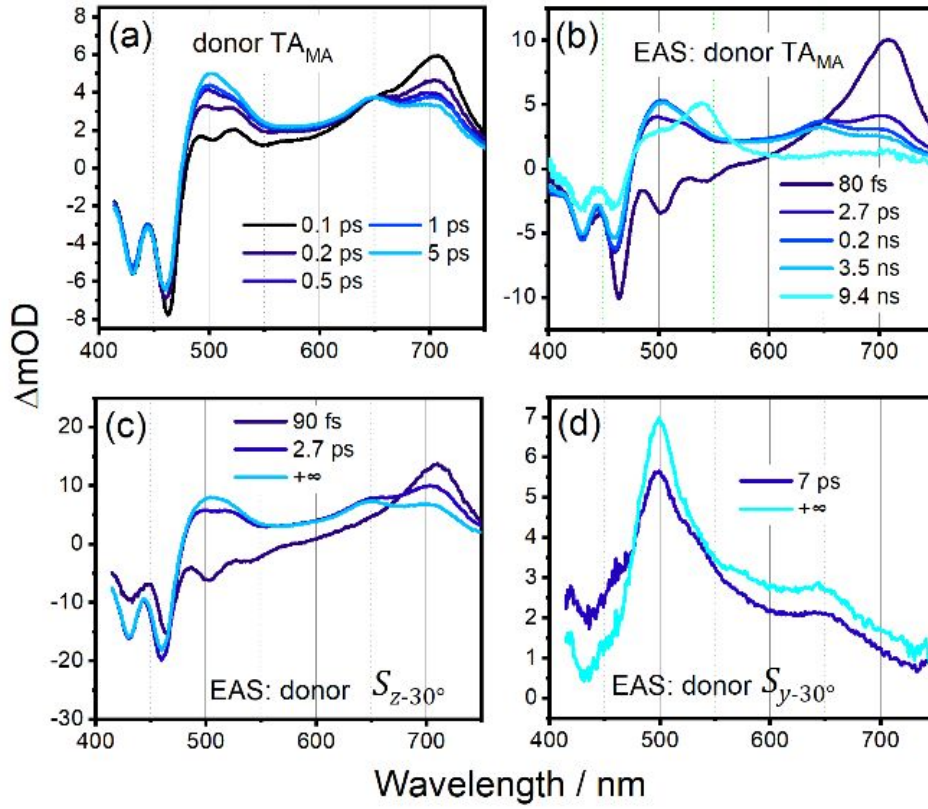 (a) donor TA_MA
8
6
4
2
0
-2
-4
-6
-8
0.1 ps
0.2 ps
0.5 ps
1 ps
5 ps
400 500 600 700
(b) EAS: donor TA_MA
10
5
0
-5
-10
80 fs
2.7 ps
0.2 ns
3.5 ns
9.4 ns
400 500 600 700
ΔmOD
(c)
20
10
0
-10
-20
-30
90 fs
2.7 ps
+∞
EAS: donor S_z-30°
400 500 600 700
(d)
7
6
5
4
3
2
1
0
7 ps
+∞
EAS: donor S_y-30°
400 500 600 700
Wavelength / nm